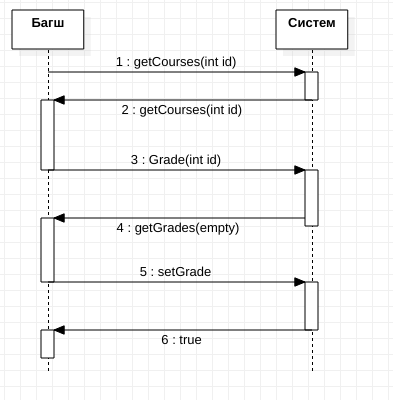 Багш
Систем
1 : getCourses(int id)
2 : getCourses(int id)
3 : Grade(int id)
4 : getGrades(empty)
5 : setGrade
6 : true